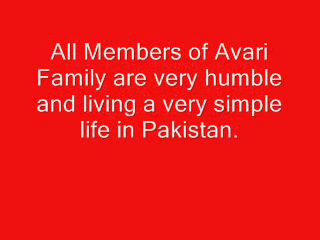 All Members of Avari
Family are very humble
and living a very simple
life in Pakistan.